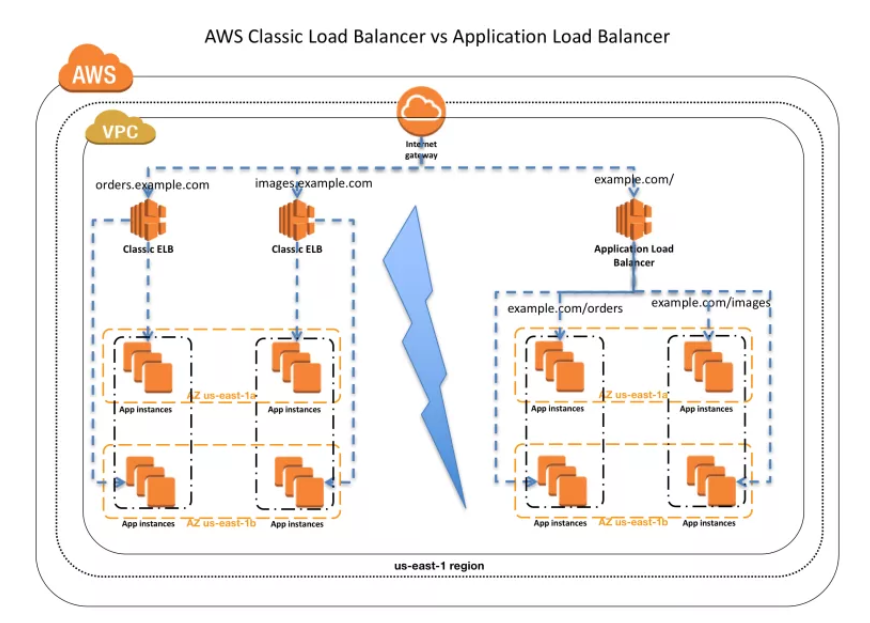 AWS Classic Load Balancer vs Application Load Balancer
AWS
VPC
Internet
gateway
orders.example.com
images.example.com
example.com/
Classic ELB
Classic ELB
Application Load
Balancer
example.com/orders
example.com/images
AZ us-east-1a
AZ us-east-1a
App instances
App instances
App instances
App instances
AZ us-east-1b
AZ us-east-1b
App instances
App instances
App instances
App instances
us-east-1 region